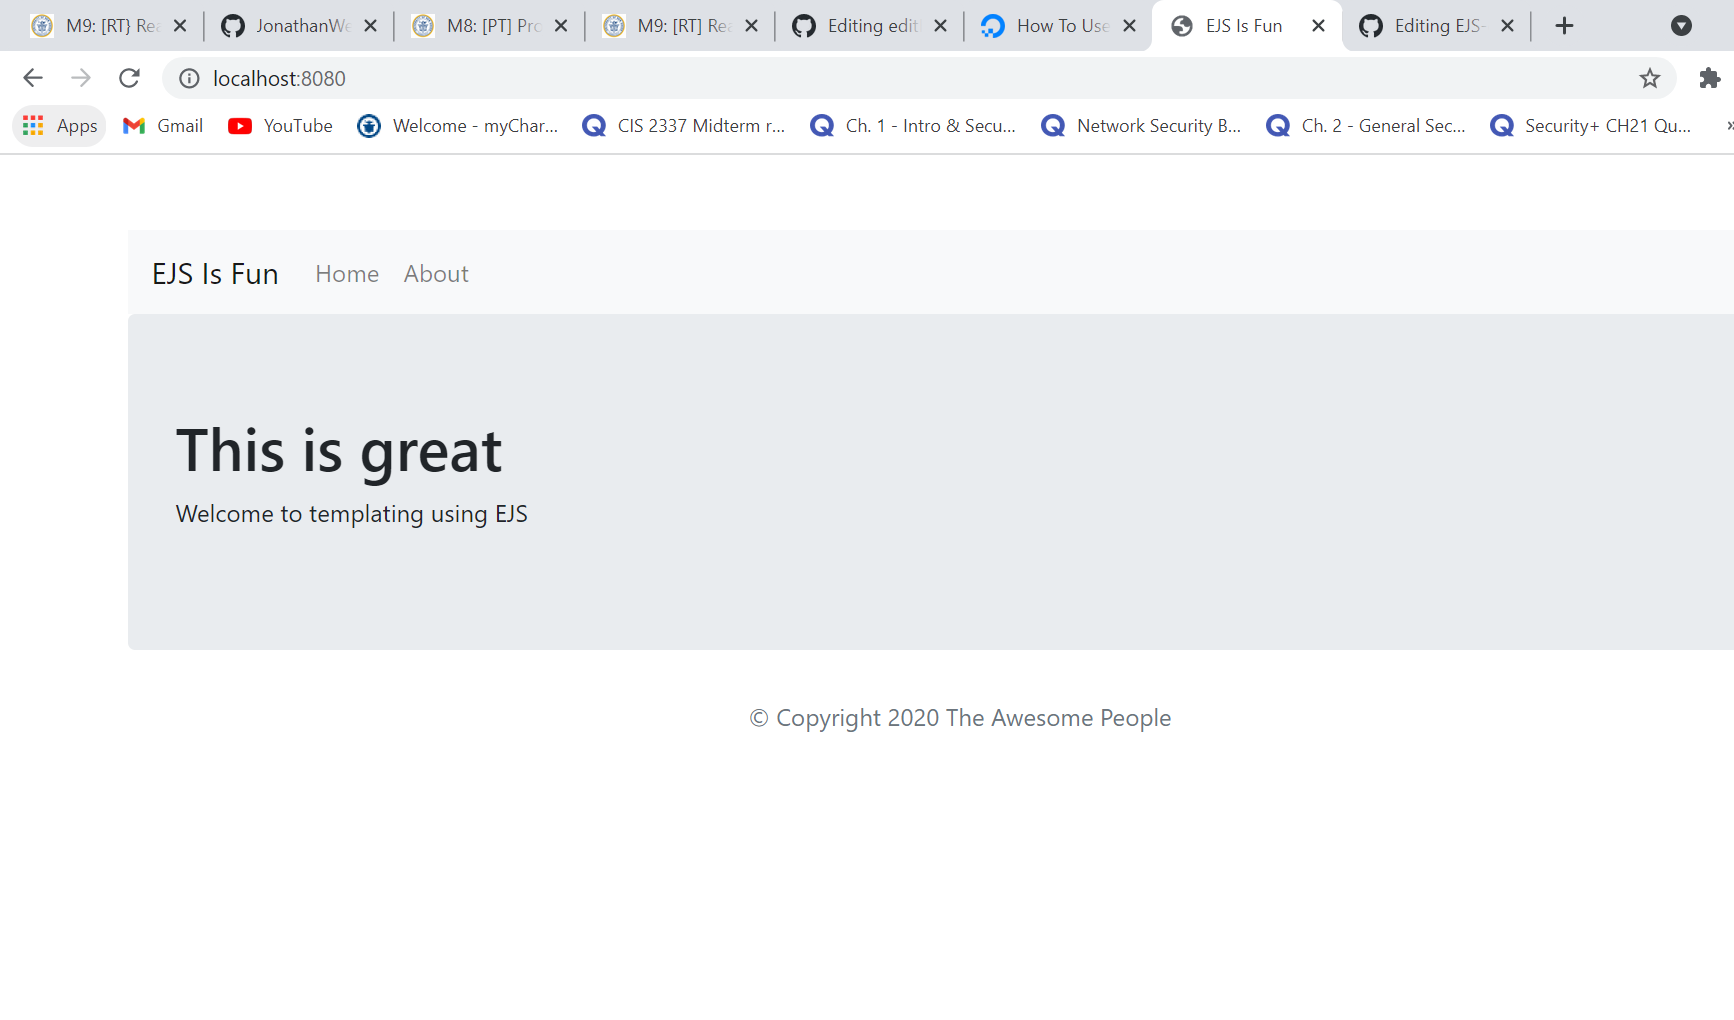 M9: [RT} Rea JonathanWe M8: [PT] Pro M9: [RT] Rea Editing edit How To Use EJS Is Fun Editing EJS-
localhost:8080
Apps Gmail YouTube Welcome - myChar... CIS 2337 Midterm r... Ch. 1 - Intro & Secu... Network Security B... Ch. 2 - General Sec... Security+ CH21 Qu... »
EJS Is Fun Home About
This is great
Welcome to templating using EJS
© Copyright 2020 The Awesome People